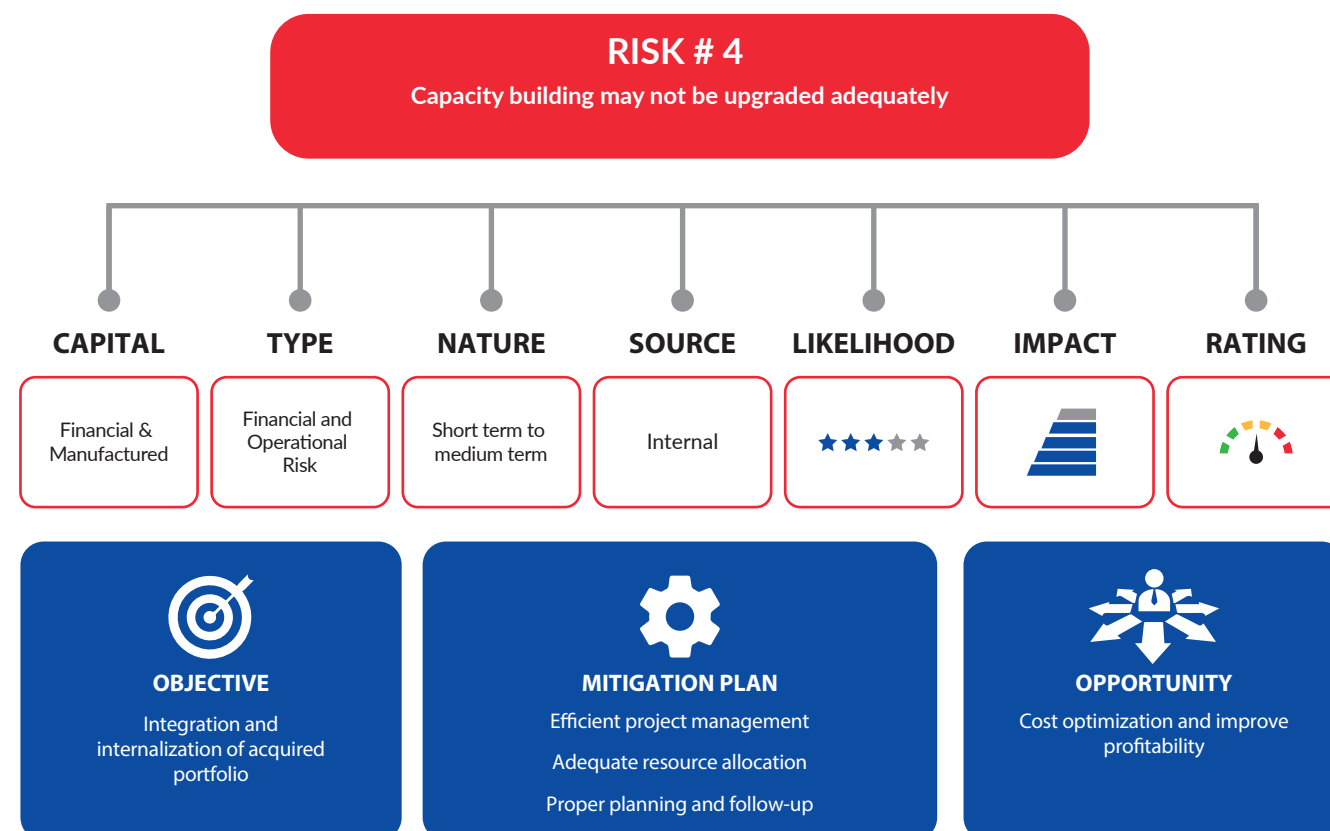 RISK # 4
Capacity building may not be upgraded adequately
CAPITAL
TYPE
NATURE
SOURCE
LIKELIHOOD
IMPACT
RATING
Financial &
Manufactured
Financial and
Operational
Risk
Short term to
medium term
Internal
OBJECTIVE
Integration and
internalization of acquired
portfolio
MITIGATION PLAN
Efficient project management
Adequate resource allocation
Proper planning and follow-up
OPPORTUNITY
Cost optimization and improve
profitability